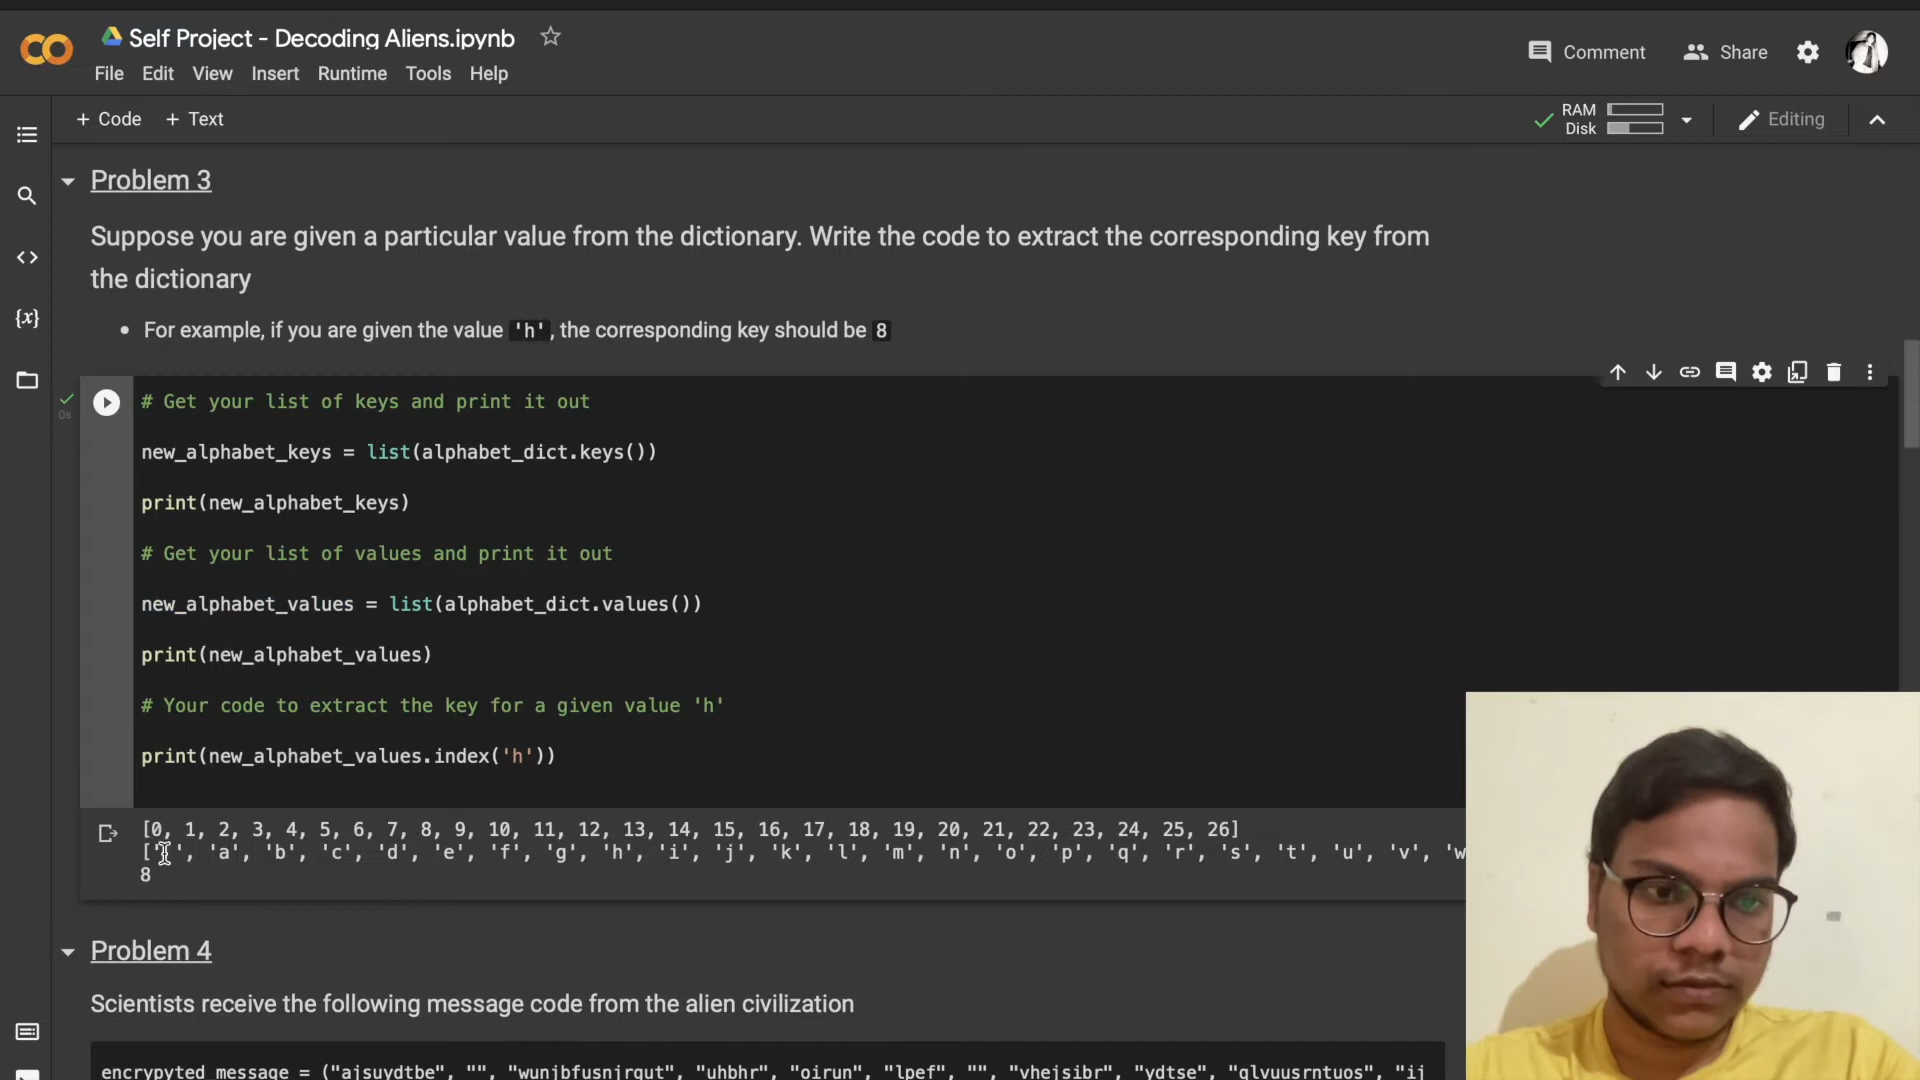 Self Project - Decoding Aliens.ipynb
File Edit View Insert Runtime Tools Help
Comment Share
+ Code + Text
RAM
Disk
Editing
Problem 3
Suppose you are given a particular value from the dictionary. Write the code to extract the corresponding key from
the dictionary
• For example, if you are given the value 'h', the corresponding key should be 8
0s
# Get your list of keys and print it out
new_alphabet_keys = list(alphabet_dict.keys())
print(new_alphabet_keys)
# Get your list of values and print it out
new_alphabet_values = list(alphabet_dict.values())
print(new_alphabet_values)
# Your code to extract the key for a given value 'h'
print(new_alphabet_values.index('h'))
[0, 1, 2, 3, 4, 5, 6, 7, 8, 9, 10, 11, 12, 13, 14, 15, 16, 17, 18, 19, 20, 21, 22, 23, 24, 25, 26]
[' ', 'a', 'b', 'c', 'd', 'e', 'f', 'g', 'h', 'i', 'j', 'k', 'l', 'm', 'n', 'o', 'p', 'q', 'r', 's', 't', 'u', 'v', 'w
8
Problem 4
Scientists receive the following message code from the alien civilization
encrypyted_message = ("ajsuydtbe", "", "wunjbfusnjrgut", "uhbhr", "oirun", "lpef", "", "vhejsibr", "ydtse", "qlvuusrntuos", "ij